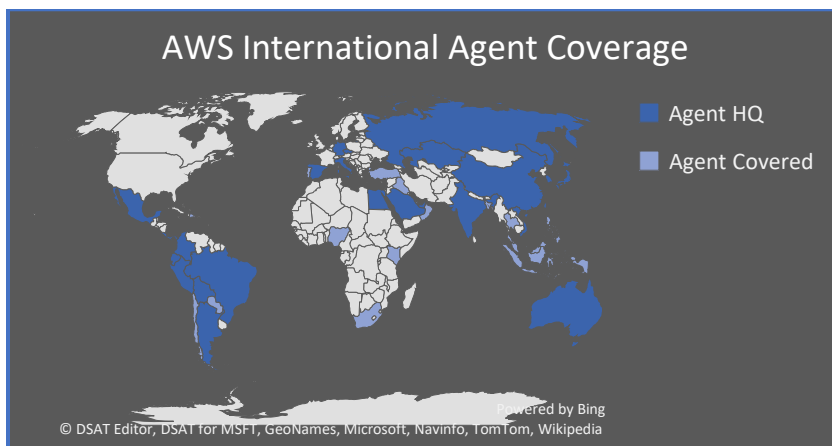 AWS International Agent Coverage
Agent HQ
Agent Covered
Powered by Bing
© DSAT Editor, DSAT for MSFT, GeoNames, Microsoft, Navinfo, TomTom, Wikipedia